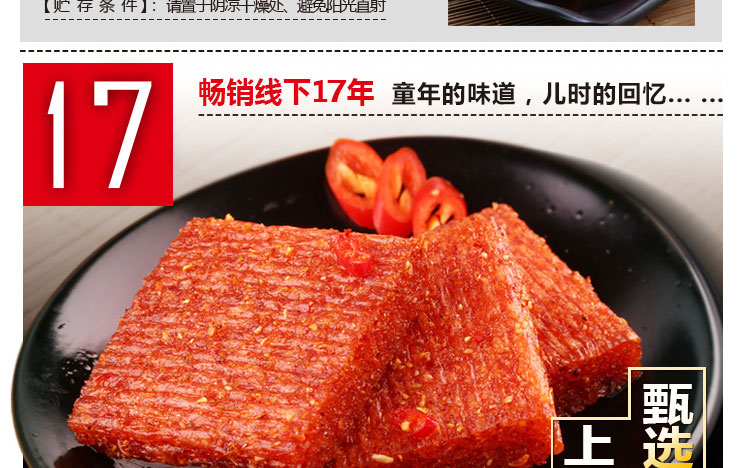 【贮存条件】：请置于阴凉干燥处、避免阳光直射
17
畅销线下17年 童年的味道，儿时的回忆... ...
甄选
上